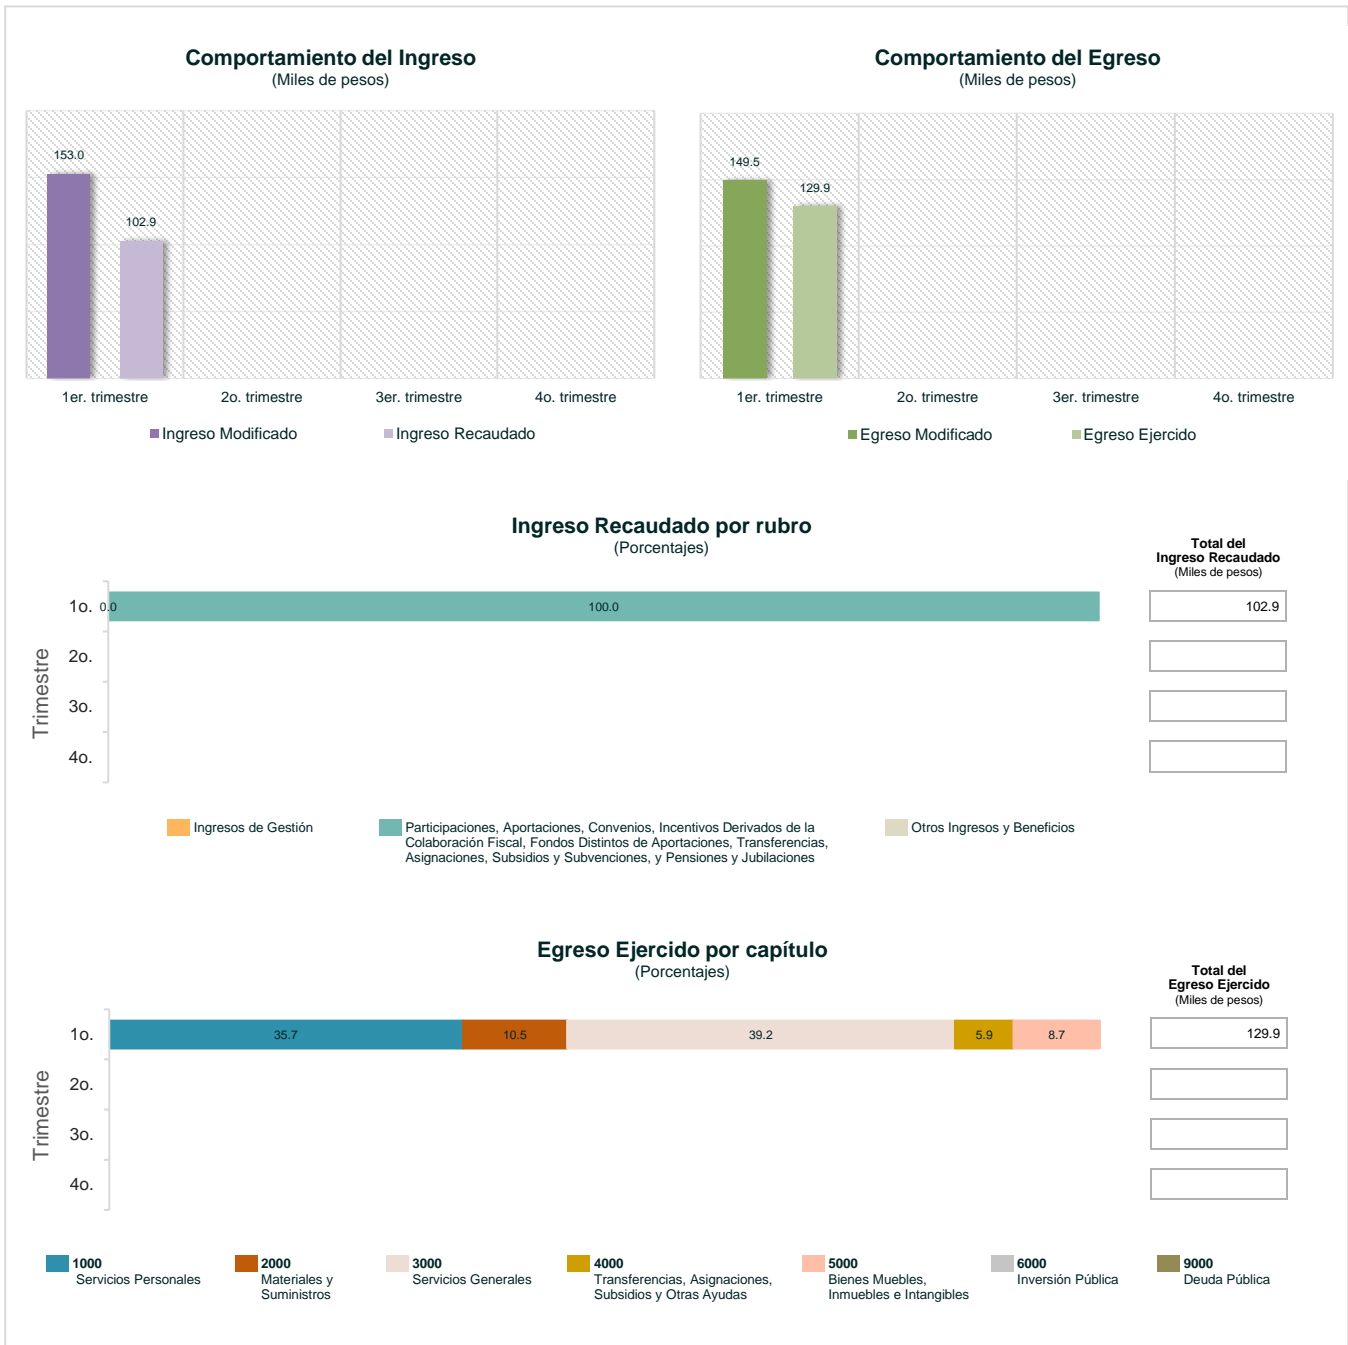 Comportamiento del Ingreso
(Miles de pesos)
153.0
102.9
1er. trimestre
2o. trimestre
3er. trimestre
4o. trimestre
Ingreso Modificado
Ingreso Recaudado
Comportamiento del Egreso
(Miles de pesos)
149.5
129.9
1er. trimestre
2o. trimestre
3er. trimestre
4o. trimestre
Egreso Modificado
Egreso Ejercido
Ingreso Recaudado por rubro
(Porcentajes)
Total del
Ingreso Recaudado
(Miles de pesos)
Trimestre
1o.
0.0
100.0
102.9
2o.
3o.
4o.
Ingresos de Gestión
Participaciones, Aportaciones, Convenios, Incentivos Derivados de la
Colaboración Fiscal, Fondos Distintos de Aportaciones, Transferencias,
Asignaciones, Subsidios y Subvenciones, y Pensiones y Jubilaciones
Otros Ingresos y Beneficios
Egreso Ejercido por capítulo
(Porcentajes)
Total del
Egreso Ejercido
(Miles de pesos)
Trimestre
1o.
35.7
10.5
39.2
5.9
8.7
129.9
2o.
3o.
4o.
1000
Servicios Personales
2000
Materiales y
Suministros
3000
Servicios Generales
4000
Transferencias, Asignaciones,
Subsidios y Otras Ayudas
5000
Bienes Muebles,
Inmuebles e Intangibles
6000
Inversión Pública
9000
Deuda Pública